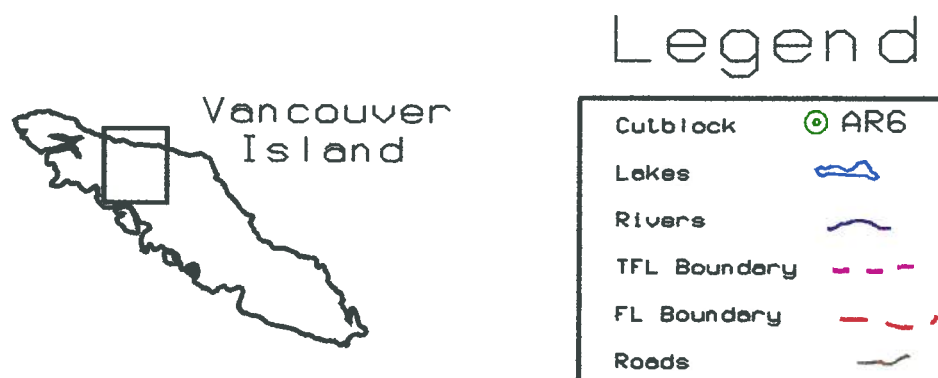 Legend
Vancouver
Island
Cutblock AR6
Lakes
Rivers
TFL Boundary
FL Boundary
Roads